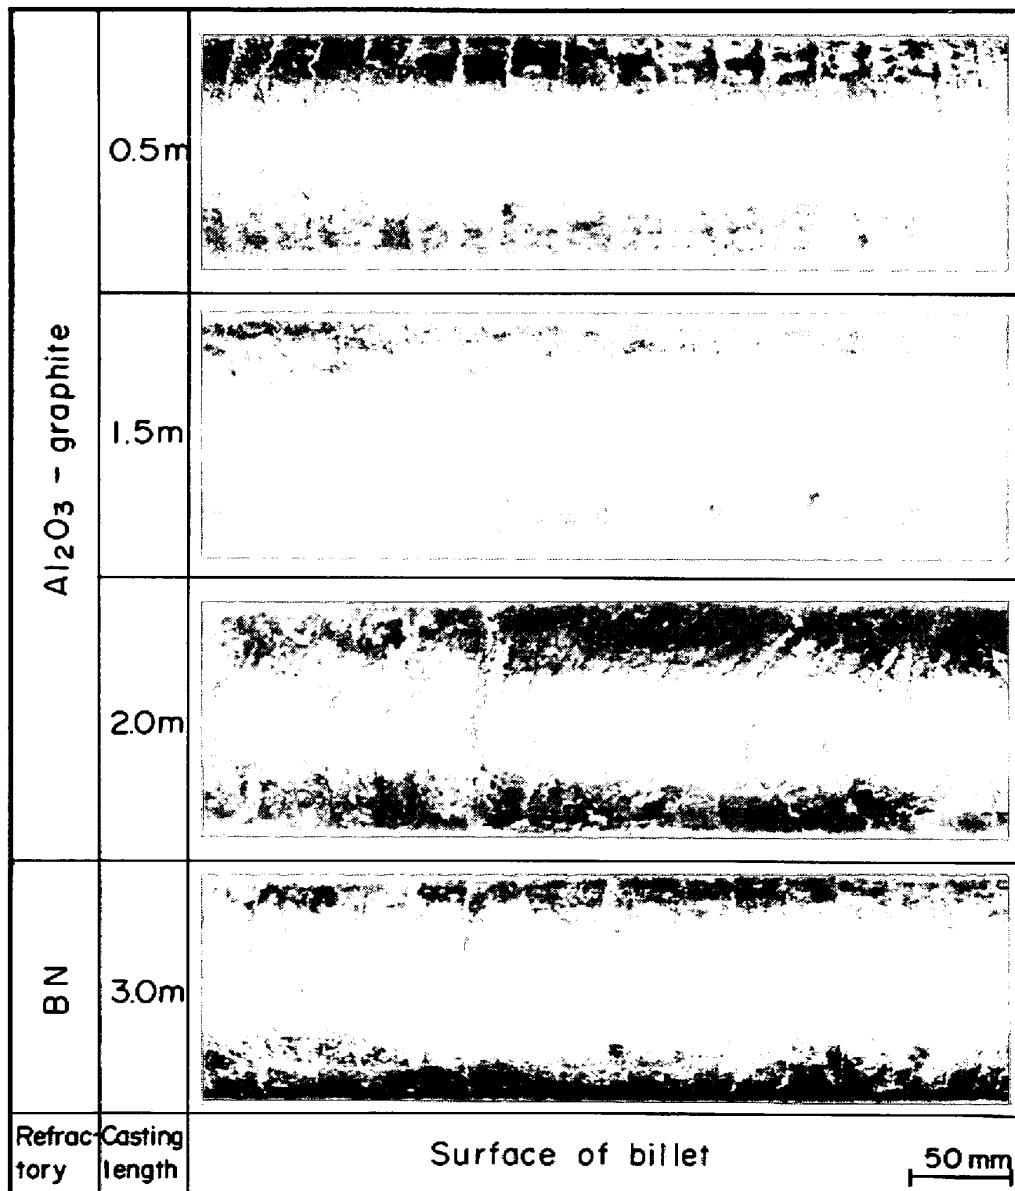 Al2O3 – graphite
0.5m
1.5m
2.0m
BN
3.0m
Refrac-
tory
Casting
length
Surface of billet
50 mm